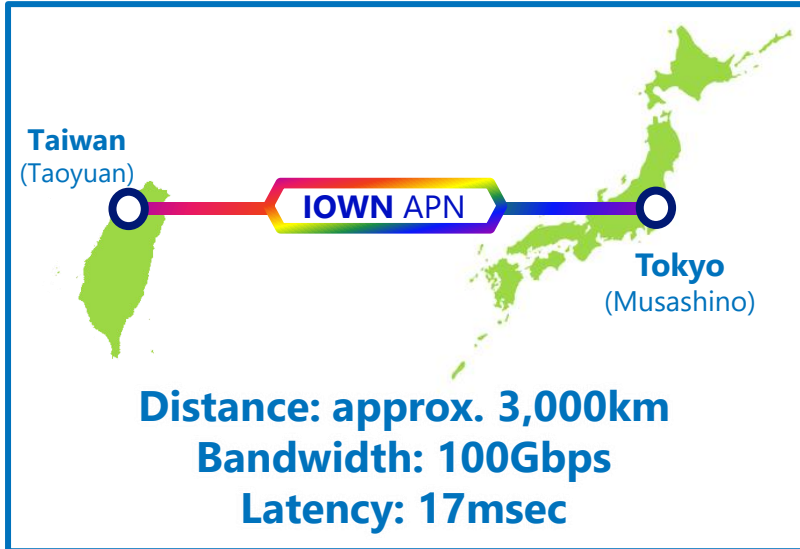 Taiwan
(Taoyuan)
IOWN APN
Tokyo
(Musashino)
Distance: approx. 3,000km
Bandwidth: 100Gbps
Latency: 17msec